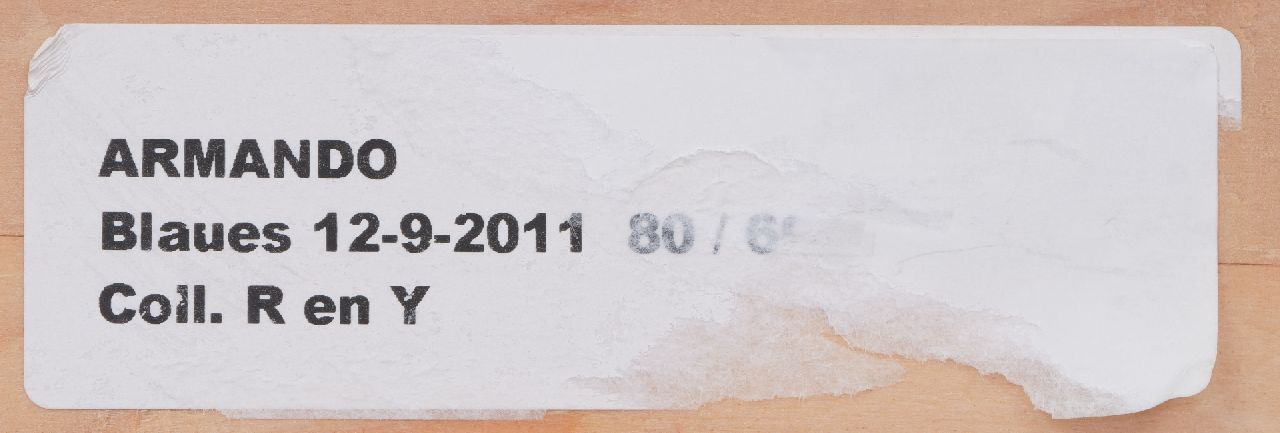 ARMANDO
Blaues 12-9-2011 80 /
Coll. R en Y